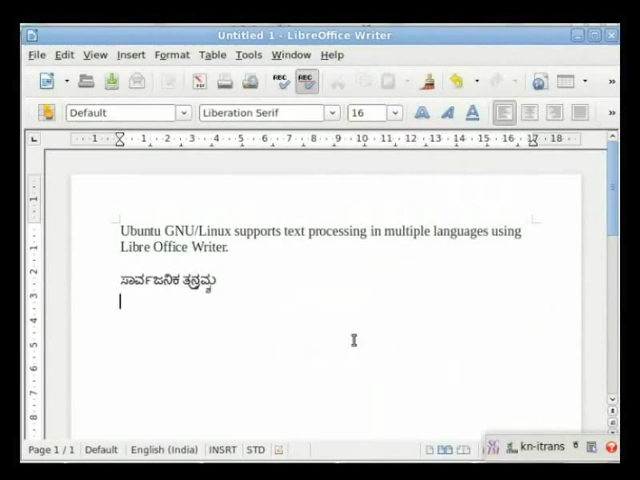 Untitled 1 - LibreOffice Writer
File Edit View Insert Format Table Tools Window Help
Default Liberation Serif 16
Ubuntu GNU/Linux supports text processing in multiple languages using
Libre Office Writer.
ಸಾರ್ವಜನಿಕ
Page 1 / 1 Default English (India) INSRT STD kn-itrans